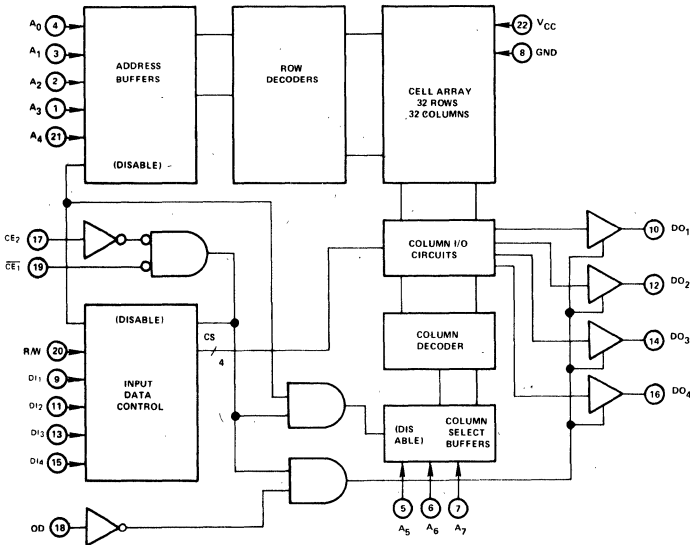 A0 4
A1 3
A2 2
A3 1
A4 21
ADDRESS
BUFFERS
(DISABLE)
ROW
DECODERS
CELL ARRAY
32 ROWS
32 COLUMNS
22 VCC
8 GND
CE2 17
CE1 19
COLUMN I/O
CIRCUITS
10 DO1
12 DO2
14 DO3
16 DO4
(DISABLE)
CS
4
INPUT
DATA
CONTROL
R/W 20
DI1 9
DI2 11
DI3 13
DI4 15
COLUMN
DECODER
(DIS
ABLE)
COLUMN
SELECT
BUFFERS
5 6 7
A5 A6 A7
OD 18